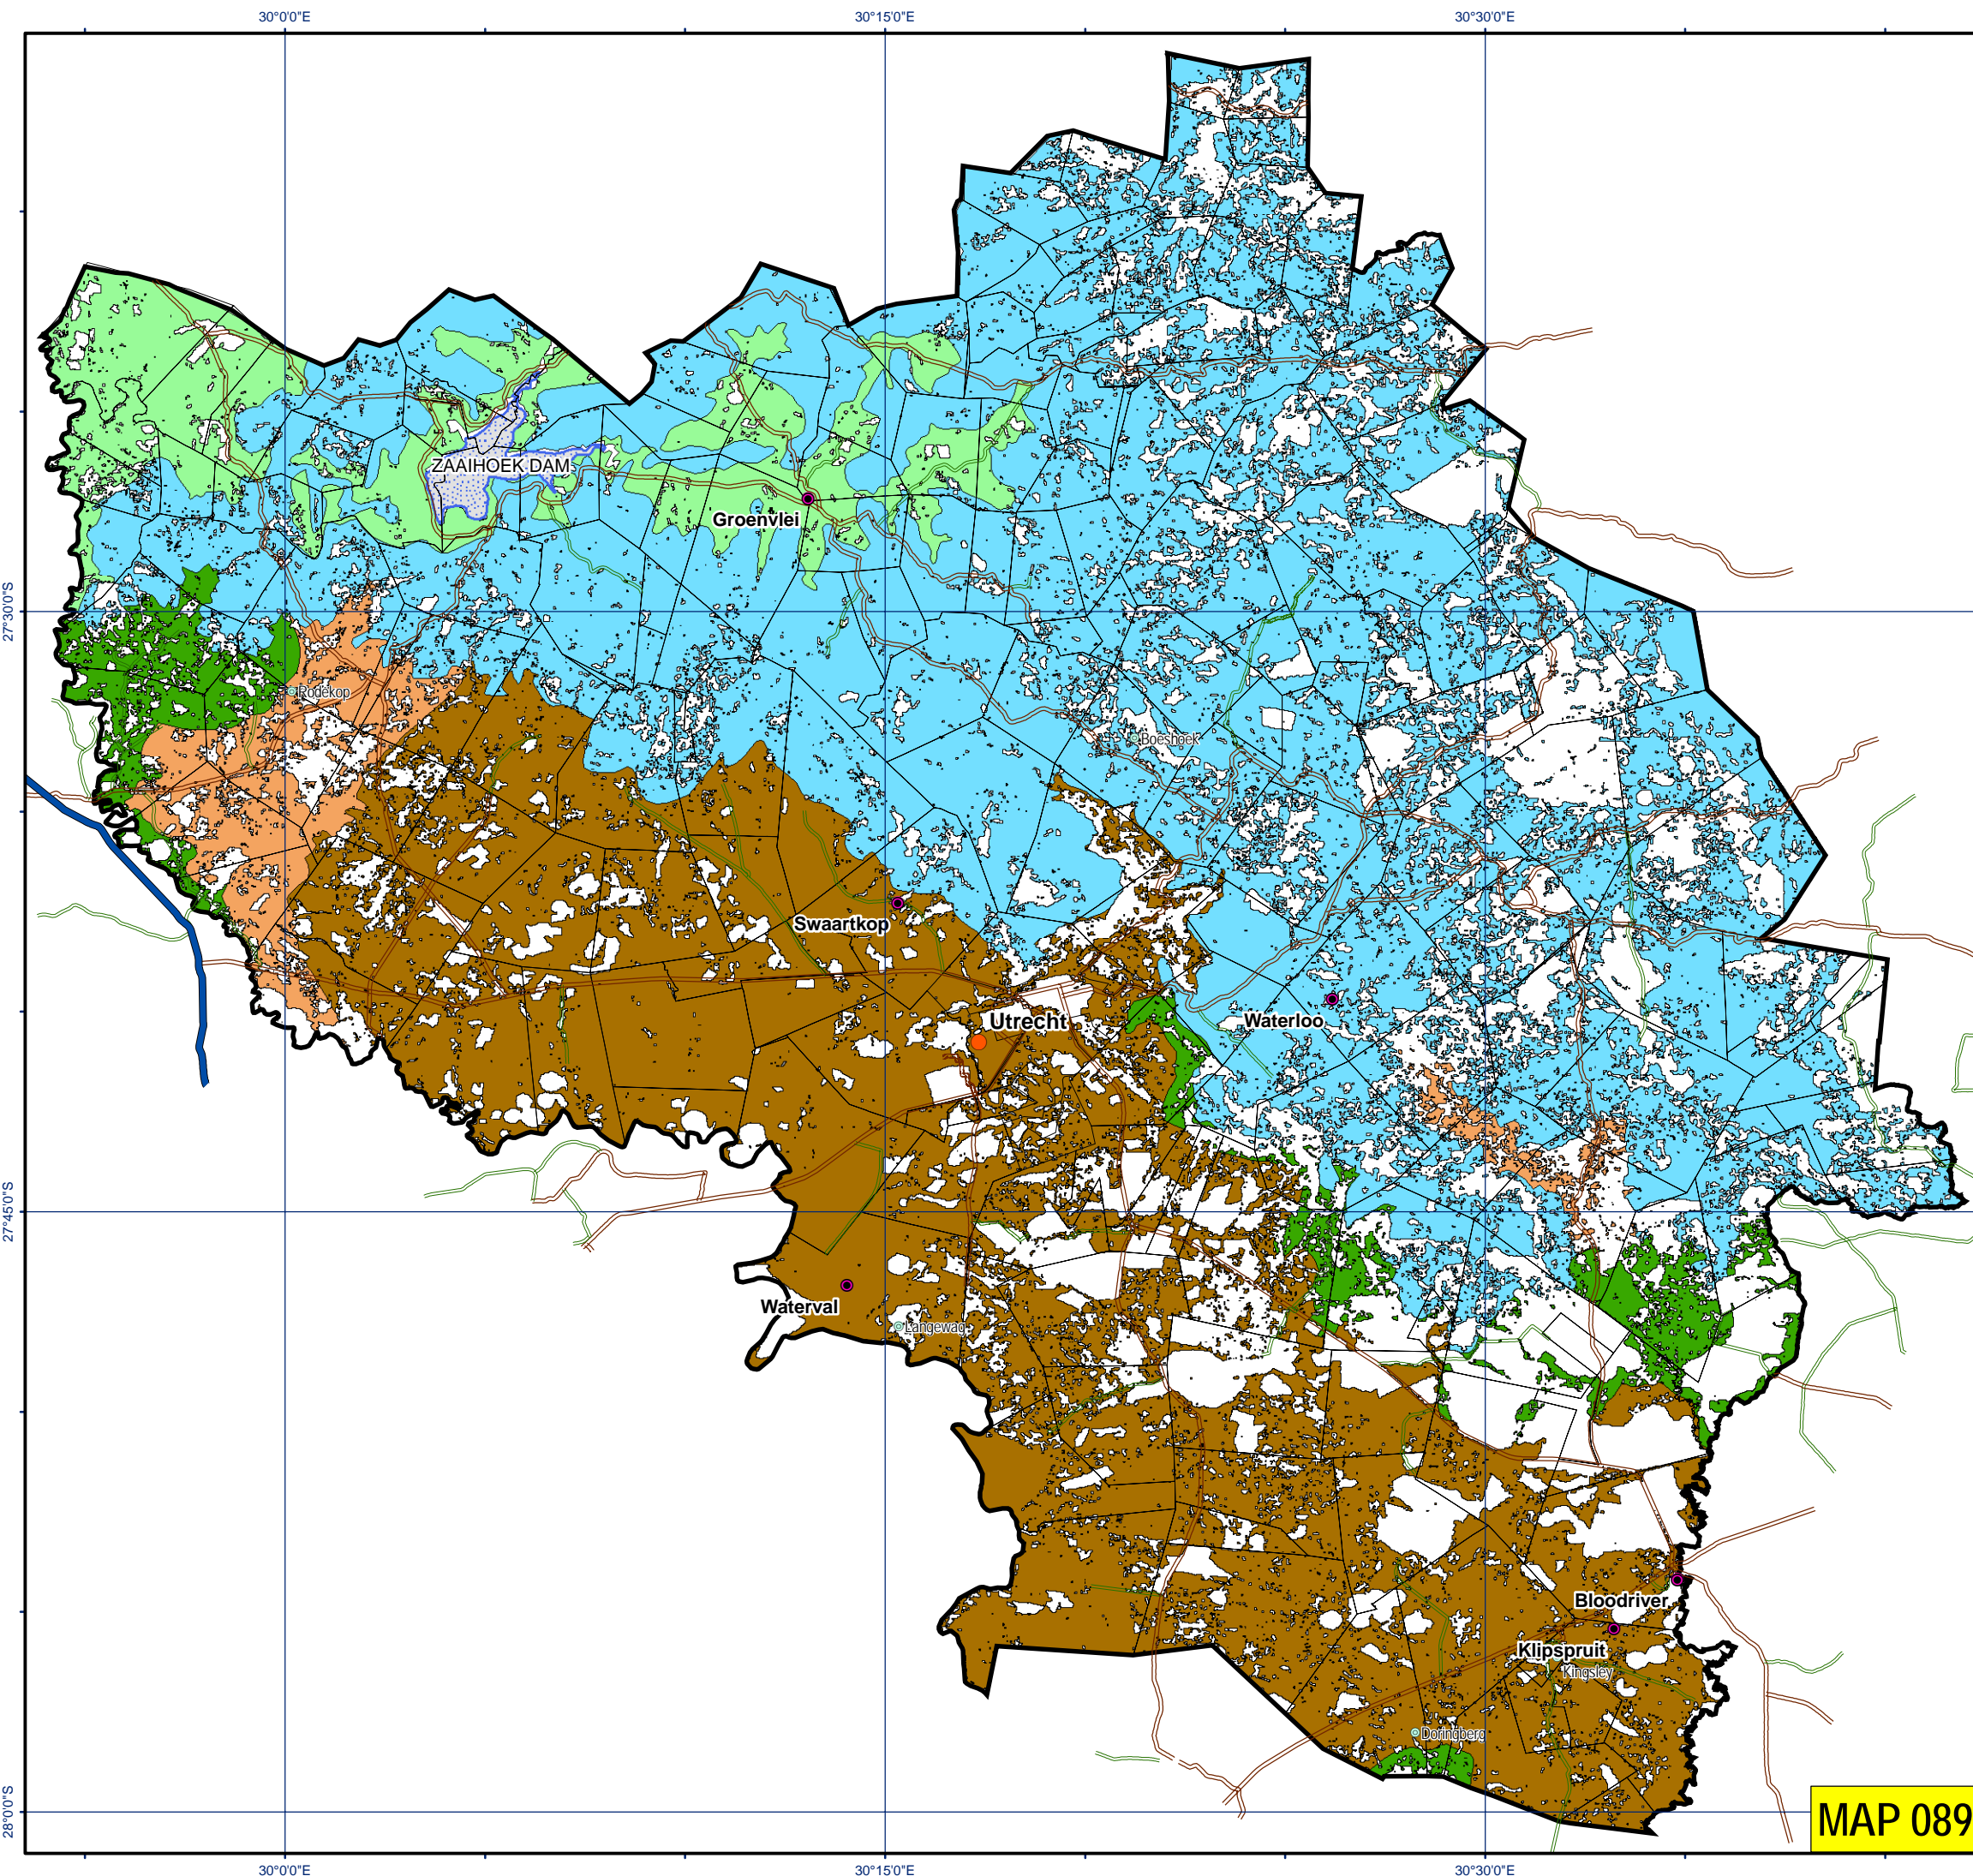 30°0'0"E
30°15'0"E
30°30'0"E
ZAAIHOEK DAM
Groenvlei
27°30'0"S
Rodekop
Boeshoek
Swaartkop
Utrecht
Waterloo
27°45'0"S
Waterval
Langewag
Bloodriver
Klipspruit
Kingsley
Doringberg
28°0'0"S
MAP 089
30°0'0"E
30°15'0"E
30°30'0"E